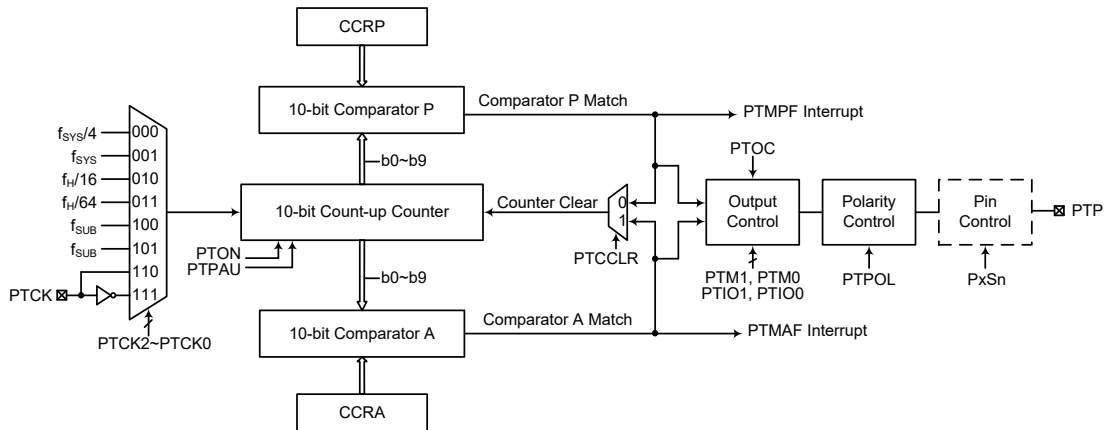 CCRP
10-bit Comparator P
Comparator P Match
PTMPF Interrupt
fSYS/4
000
fSYS
001
fH/16
010
fH/64
011
fSUB
100
fSUB
101
110
PTCK
111
PTCK2~PTCK0
b0~b9
10-bit Count-up Counter
PTON
PTPAU
Counter Clear
0
1
PTCCLR
PTOC
Output
Control
PTM1, PTM0
PTIO1, PTIO0
Polarity
Control
PTPOL
Pin
Control
PxSn
PTP
b0~b9
10-bit Comparator A
Comparator A Match
PTMAF Interrupt
CCRA